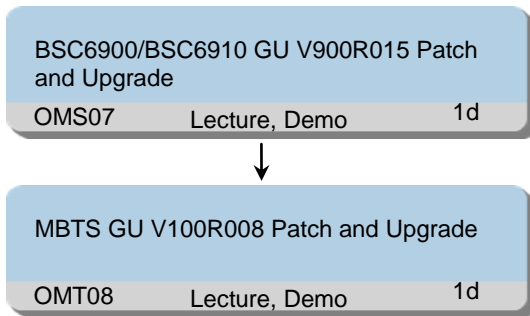 BSC6900/BSC6910 GU V900R015 Patch
and Upgrade
OMS07 Lecture, Demo 1d
MBTS GU V100R008 Patch and Upgrade
OMT08 Lecture, Demo 1d